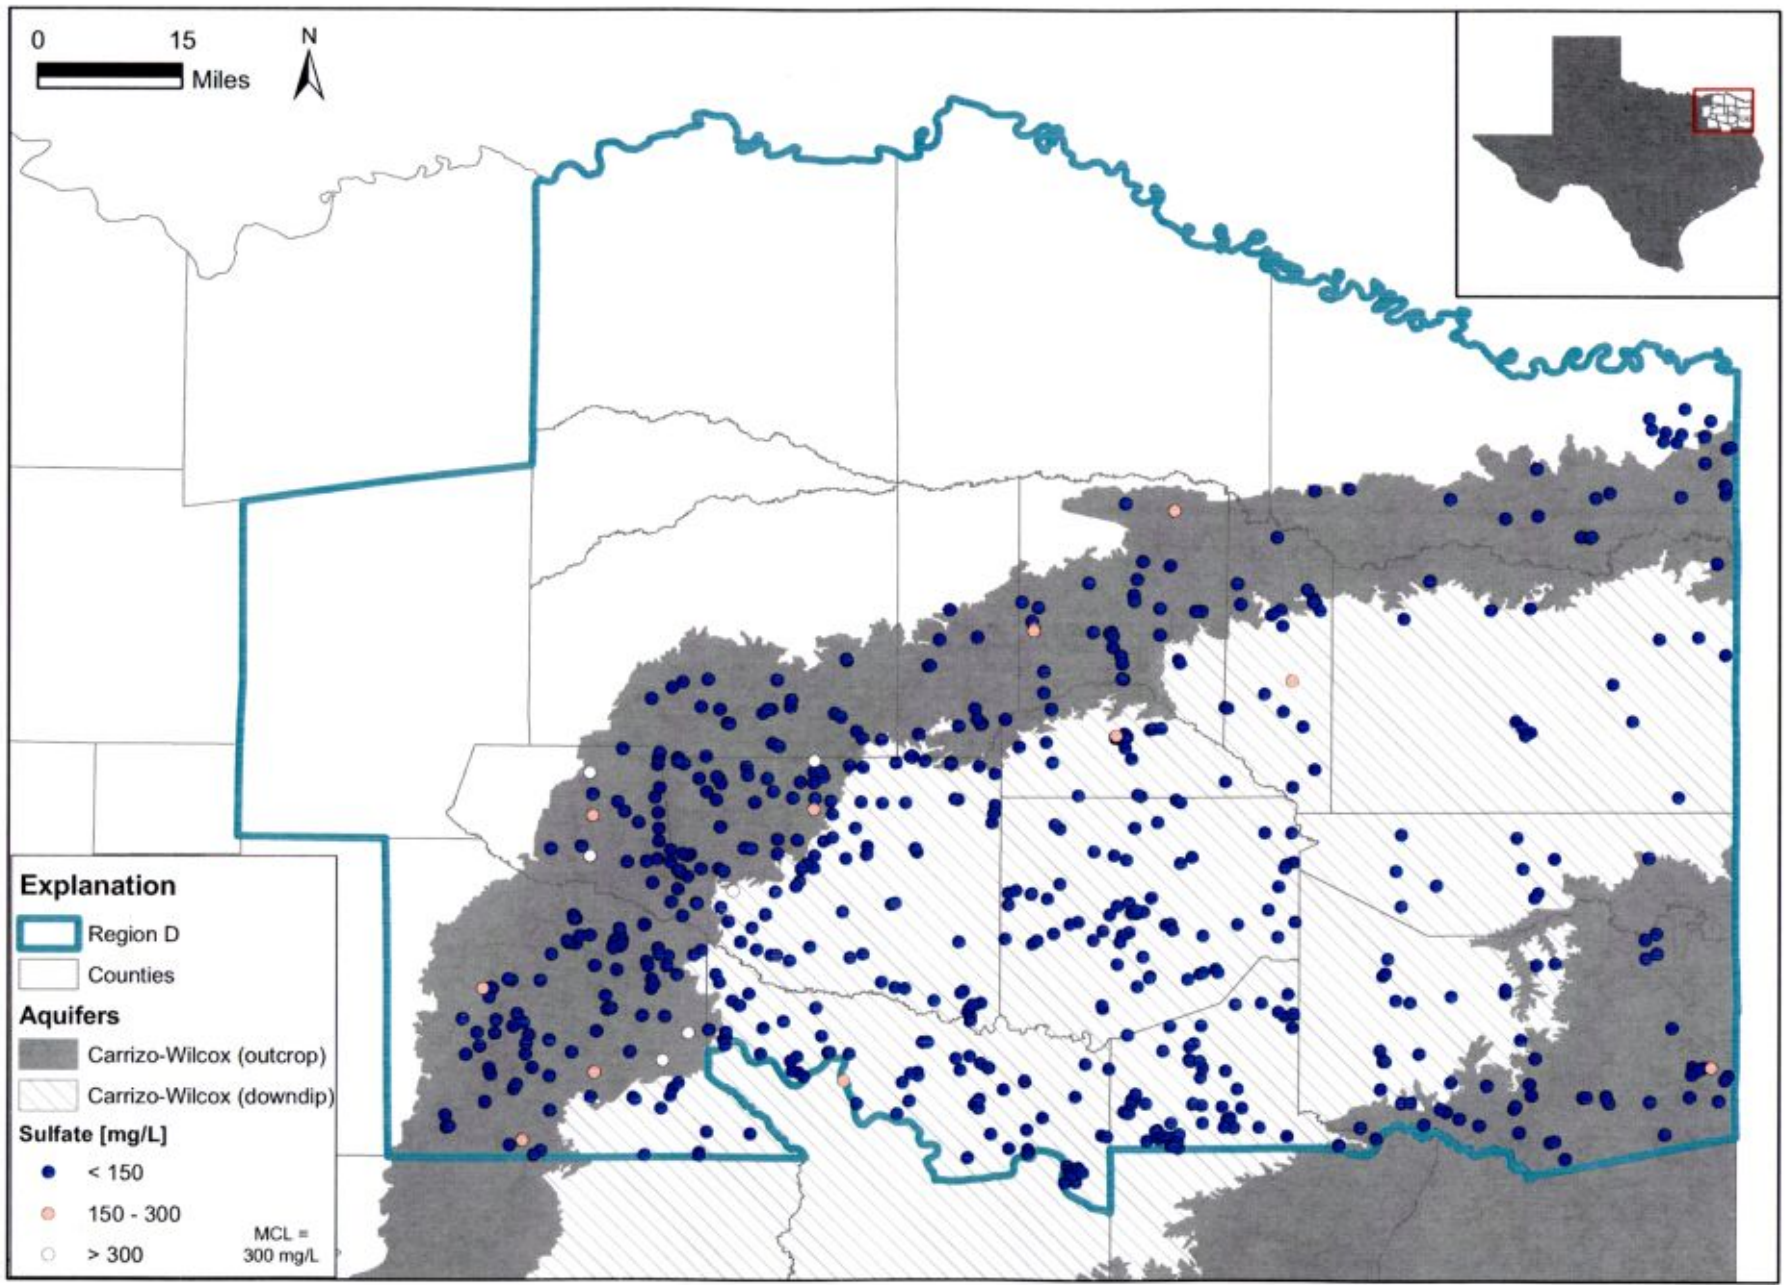 0 15
Miles
N
Explanation
Region D
Counties
Aquifers
Carrizo-Wilcox (outcrop)
Carrizo-Wilcox (downdip)
Sulfate [mg/L]
< 150
150 - 300
> 300
MCL =
300 mg/L